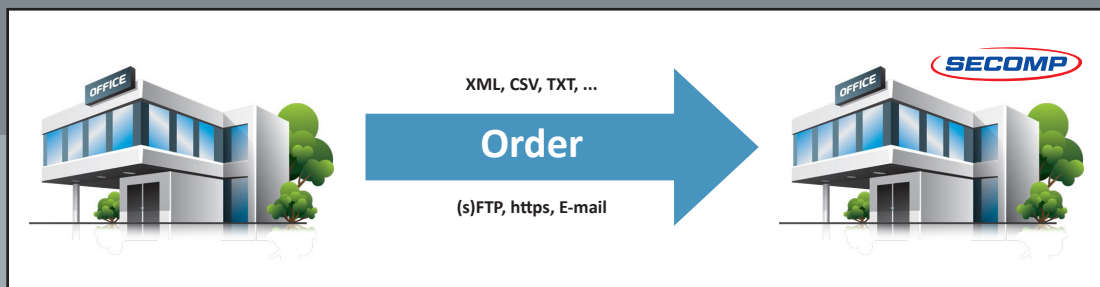 OFFICE
XML, CSV, TXT, ...
Order
(s)FTP, https, E-mail
SECOMP
OFFICE